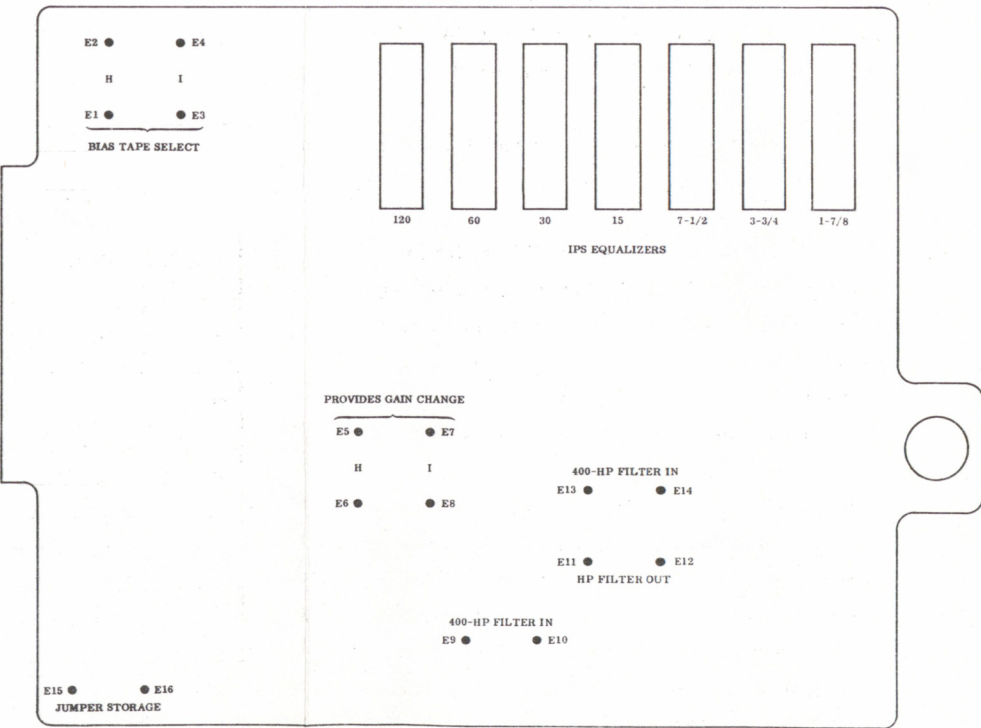 E2 E4
H I
E1 E3
BIAS TAPE SELECT
120 60 30 15 7-1/2 3-3/4 1-7/8
IPS EQUALIZERS
PROVIDES GAIN CHANGE
E5 E7
H I
E6 E8
400-HP FILTER IN
E13 E14
E11 E12
HP FILTER OUT
400-HP FILTER IN
E9 E10
E15 E16
JUMPER STORAGE